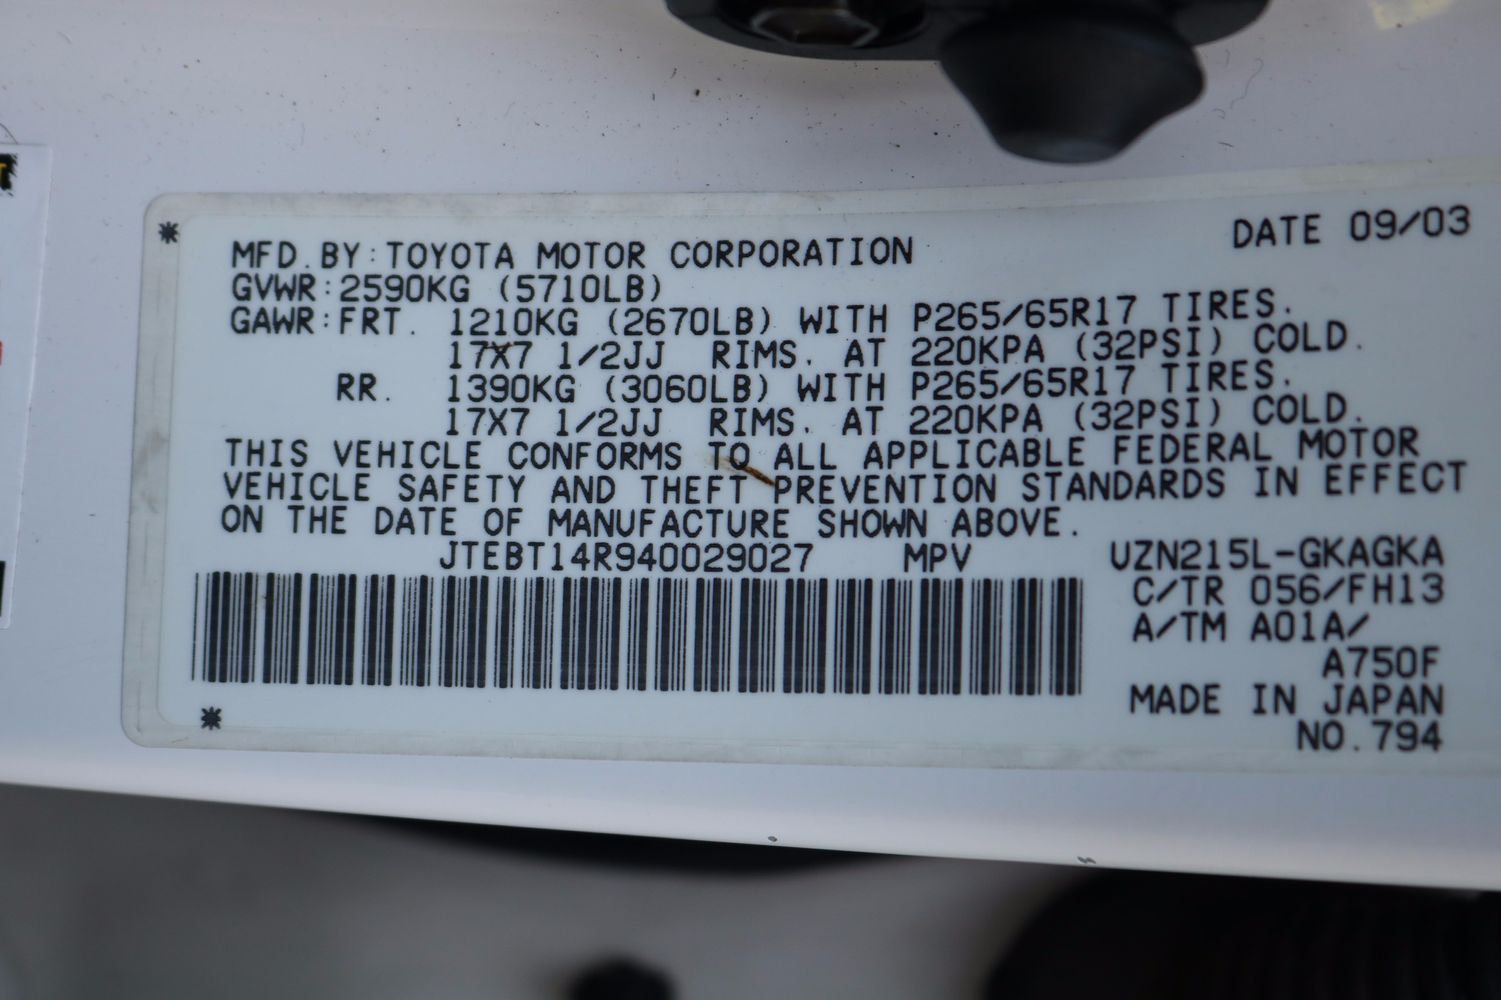 DATE 09/03
MFD.BY:TOYOTA MOTOR CORPORATION
GVWR:2590KG (5710LB)
GAWR:FRT. 1210KG (2670LB) WITH P265/65R17 TIRES.
17X7 1/2JJ RIMS. AT 220KPA (32PSI) COLD.
RR. 1390KG (3060LB) WITH P265/65R17 TIRES.
17X7 1/2JJ RIMS. AT 220KPA (32PSI) COLD.
THIS VEHICLE CONFORMS TO ALL APPLICABLE FEDERAL MOTOR
VEHICLE SAFETY AND THEFT PREVENTION STANDARDS IN EFFECT
ON THE DATE OF MANUFACTURE SHOWN ABOVE.
JTEBT14R940029027 MPV UZN215L-GKAGKA
C/TR 056/FH13
A/TM A01A/
A750F
MADE IN JAPAN
NO.794